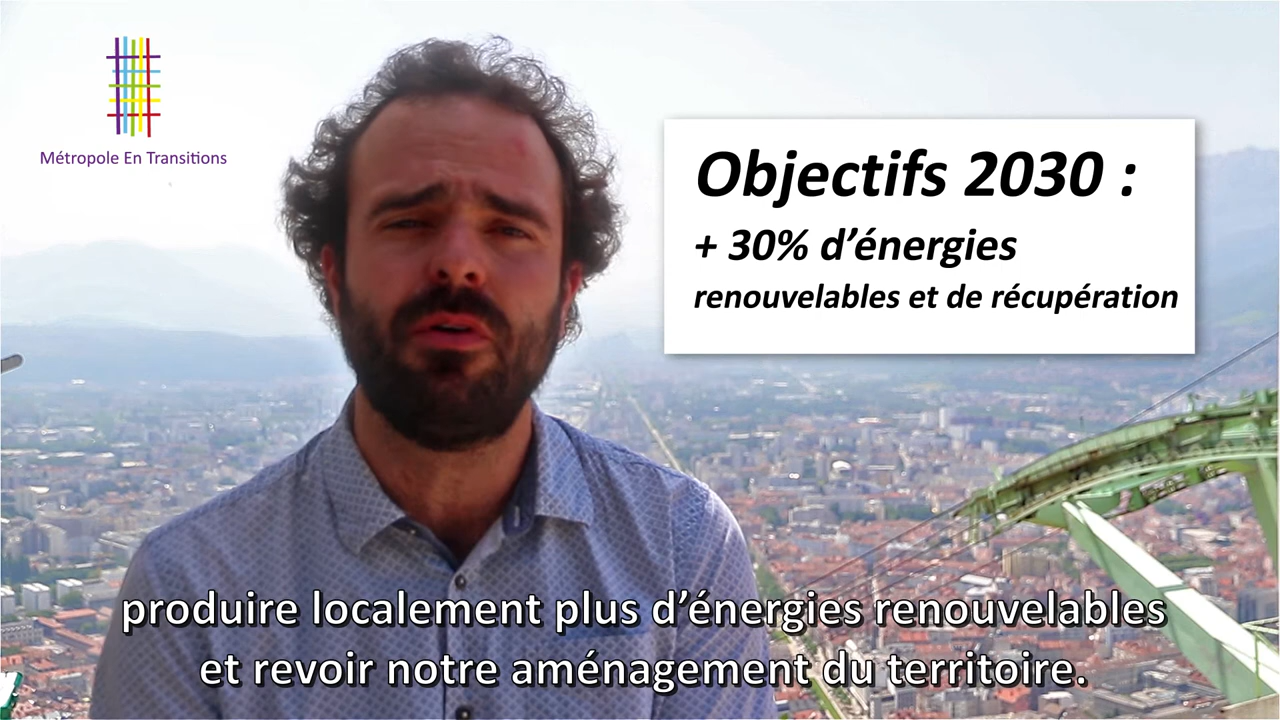 Métropole En Transitions
Objectifs 2030 :
+ 30% d’énergies
renouvelables et de récupération
produire localement plus d’énergies renouvelables
et revoir notre aménagement du territoire.